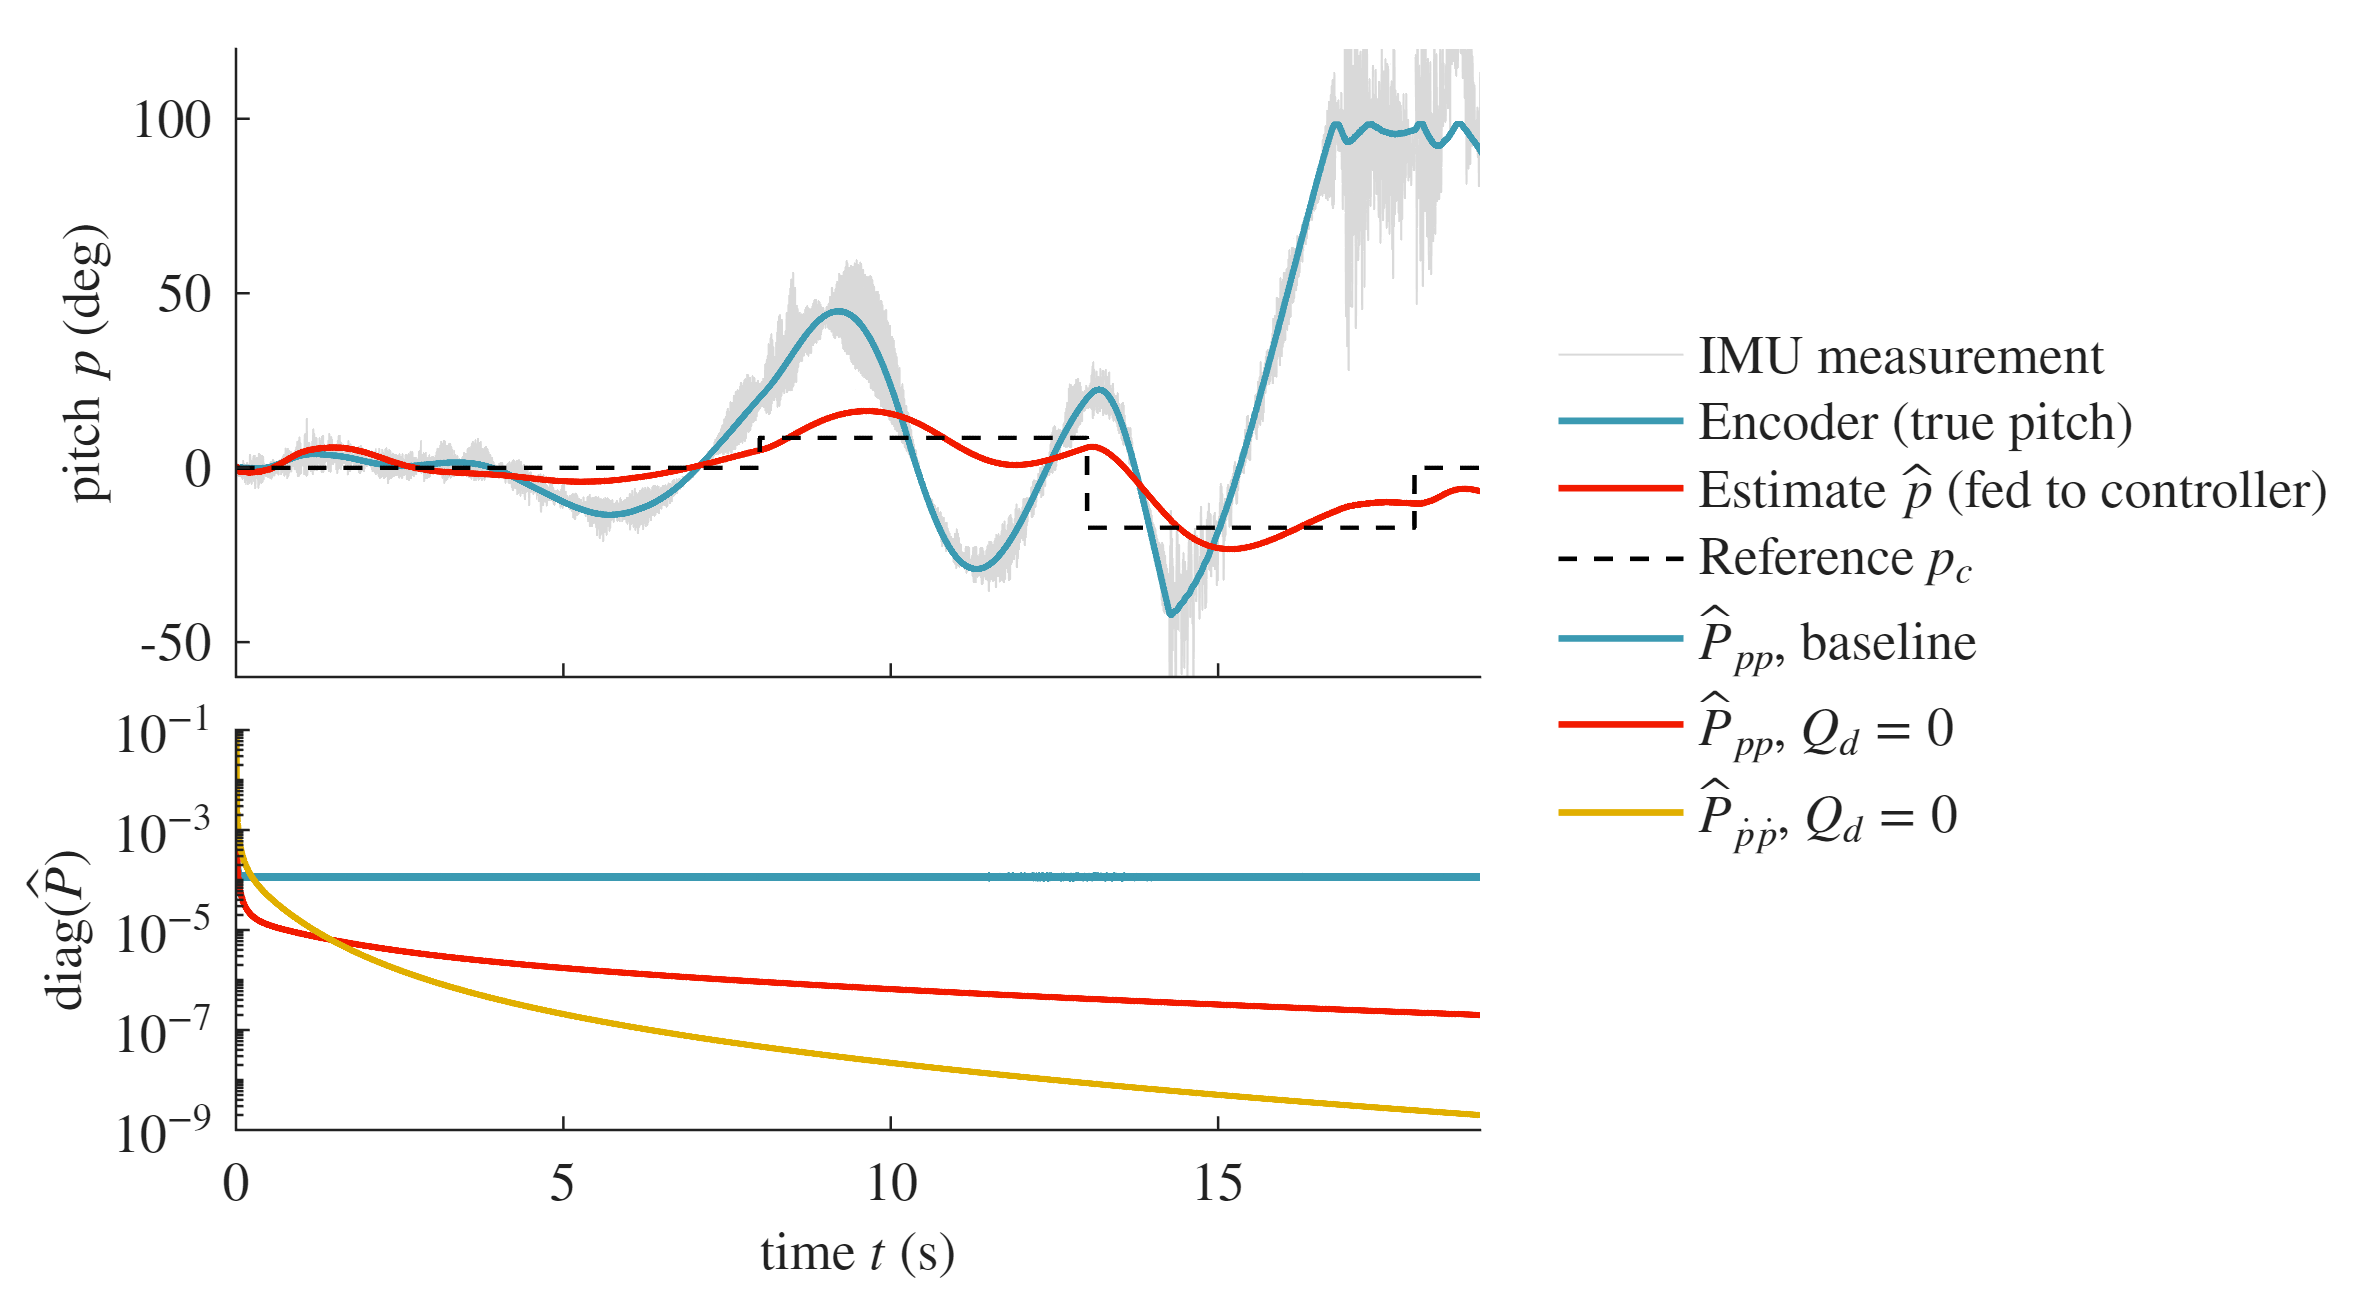 100
50
0
-50
pitch p (deg)
10⁻¹
10⁻³
10⁻⁵
10⁻⁷
10⁻⁹
diag(P̂)
0 5 10 15
time t (s)
IMU measurement
Encoder (true pitch)
Estimate p̂ (fed to controller)
Reference p_c
P̂_pp, baseline
P̂_pp, Q_d = 0
P̂_ṗṗ, Q_d = 0